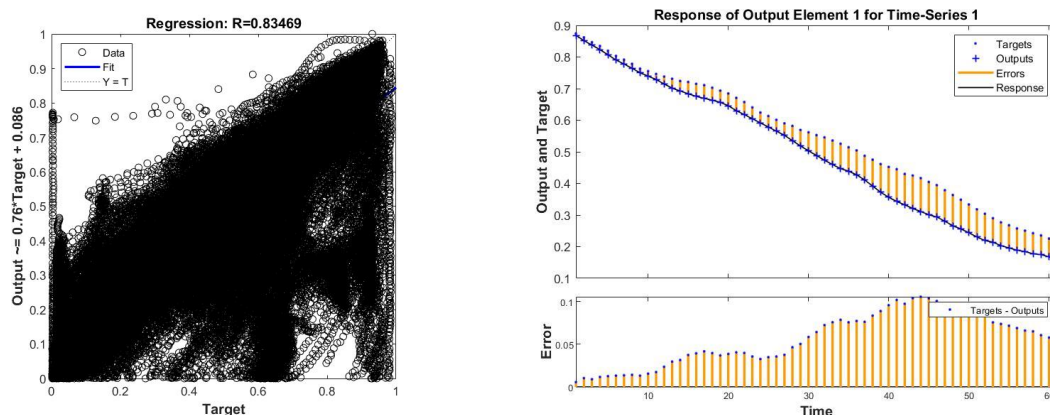 Regression: R=0.83469
Output ~= 0.76*Target + 0.086
1
0.9
0.8
0.7
0.6
0.5
0.4
0.3
0.2
0.1
0
Data
Fit
Y = T
0 0.2 0.4 0.6 0.8 1
Target
Response of Output Element 1 for Time-Series 1
Output and Target
0.9
0.8
0.7
0.6
0.5
0.4
0.3
0.2
0.1
Targets
Outputs
Errors
Response
10 20 30 40 50 60
Error
0.1
0.05
0
Targets - Outputs
Time